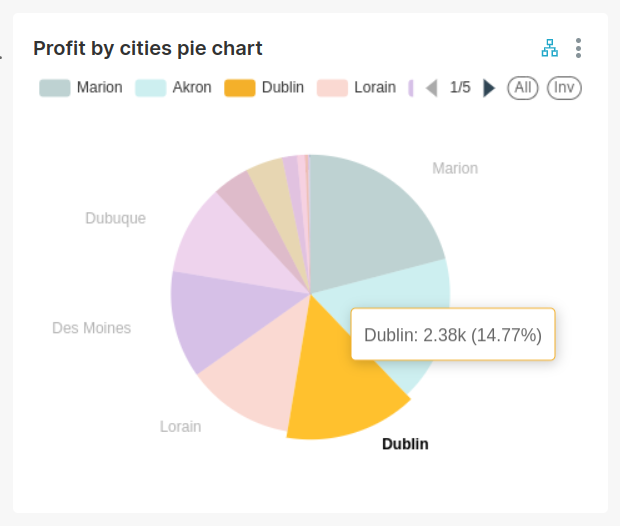 Profit by cities pie chart
Marion Akron Dublin Lorain 1/5 All Inv
Marion
Dubuque
Des Moines
Dublin: 2.38k (14.77%)
Lorain
Dublin